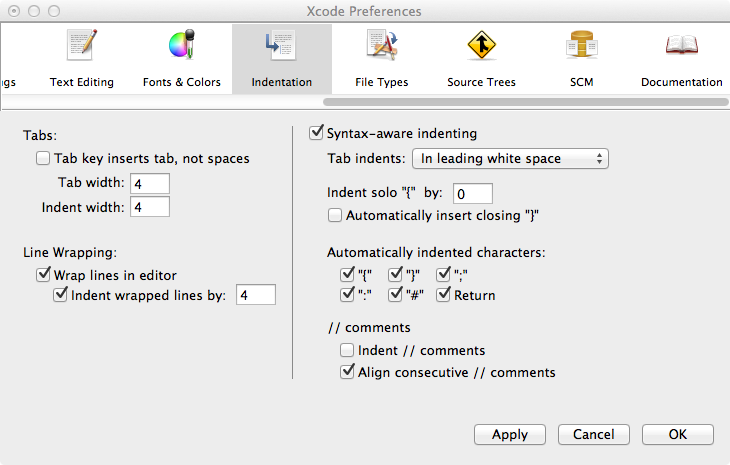 Xcode Preferences
gs Text Editing Fonts & Colors Indentation File Types Source Trees SCM Documentation
Tabs:
Tab key inserts tab, not spaces
Tab width: 4
Indent width: 4
Line Wrapping:
Wrap lines in editor
Indent wrapped lines by: 4
Syntax-aware indenting
Tab indents: In leading white space
Indent solo "{" by: 0
Automatically insert closing "}"
Automatically indented characters:
"{" "}" ";"
":" "#" Return
// comments
Indent // comments
Align consecutive // comments
Apply Cancel OK